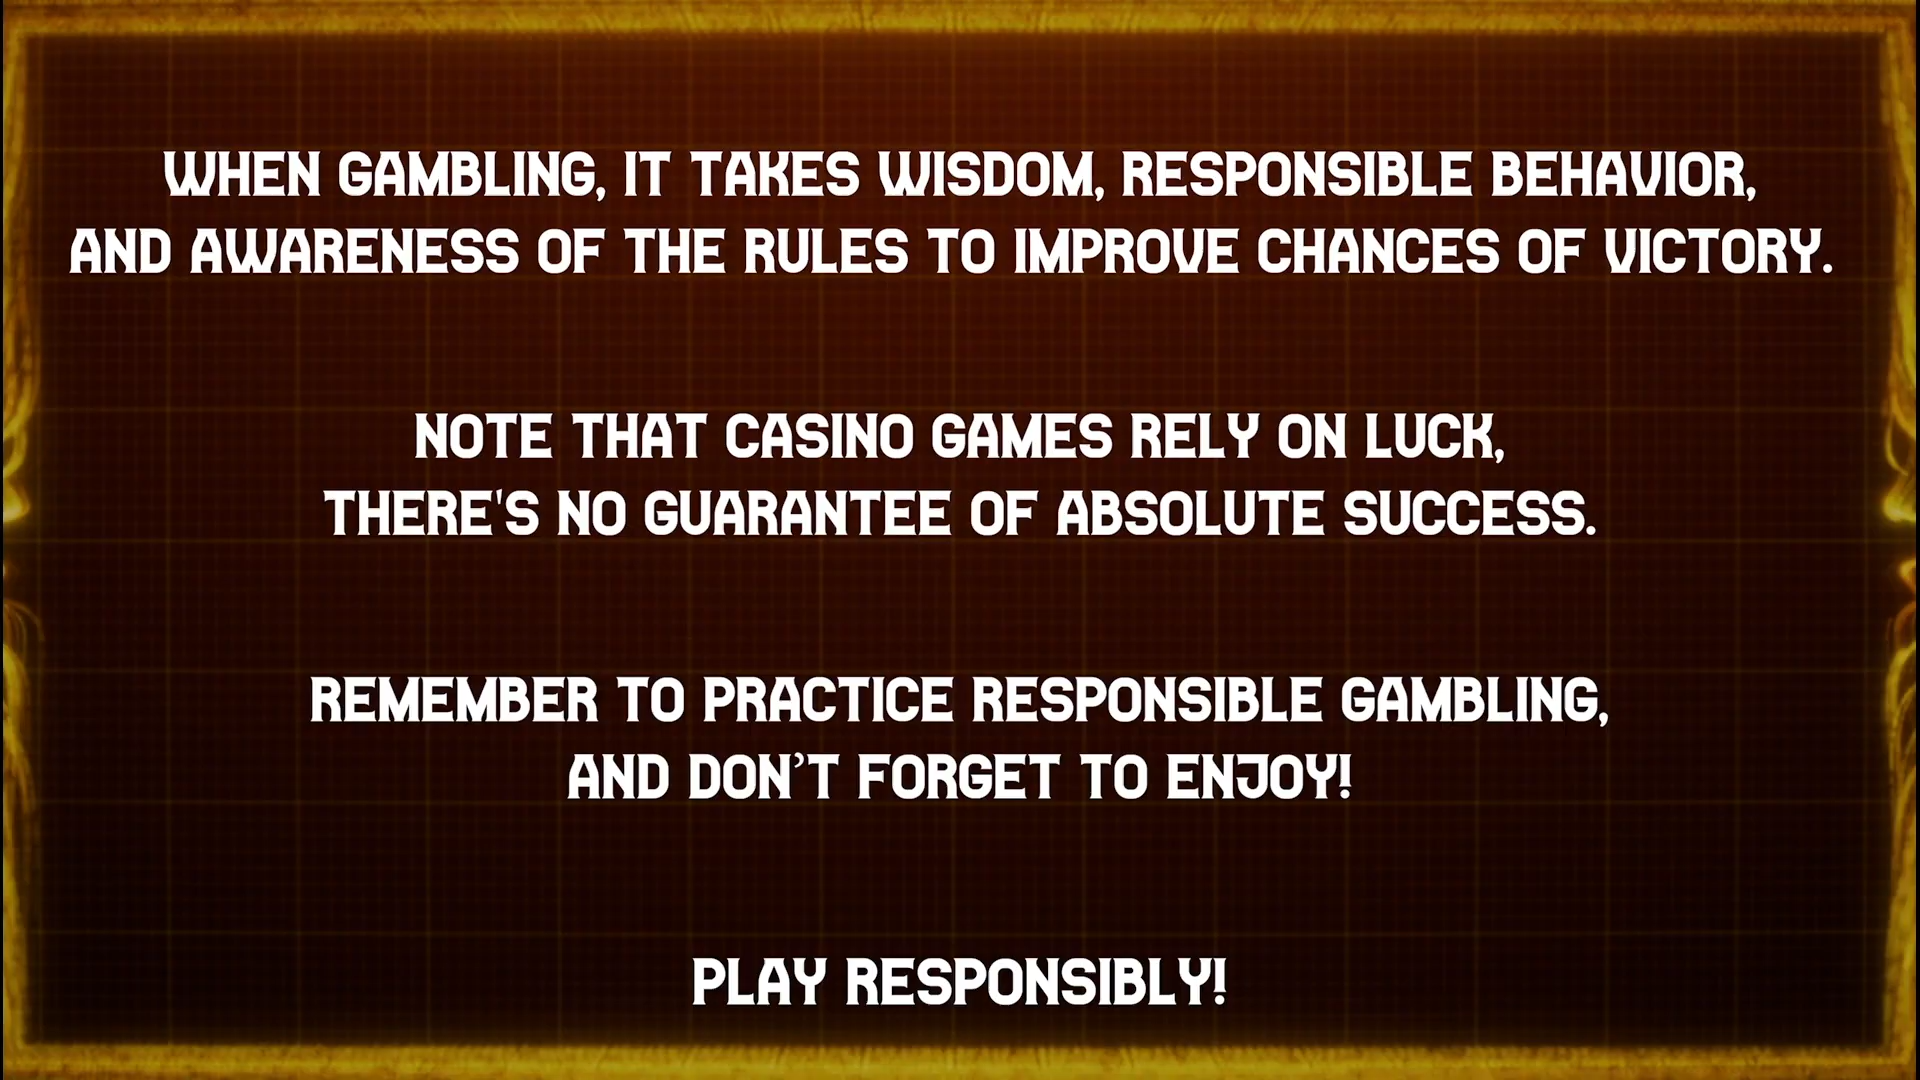 WHEN GAMBLING, IT TAKES WISDOM, RESPONSIBLE BEHAVIOR,
AND AWARENESS OF THE RULES TO IMPROVE CHANCES OF VICTORY.
NOTE THAT CASINO GAMES RELY ON LUCK,
THERE'S NO GUARANTEE OF ABSOLUTE SUCCESS.
REMEMBER TO PRACTICE RESPONSIBLE GAMBLING,
AND DON’T FORGET TO ENJOY!
PLAY RESPONSIBLY!